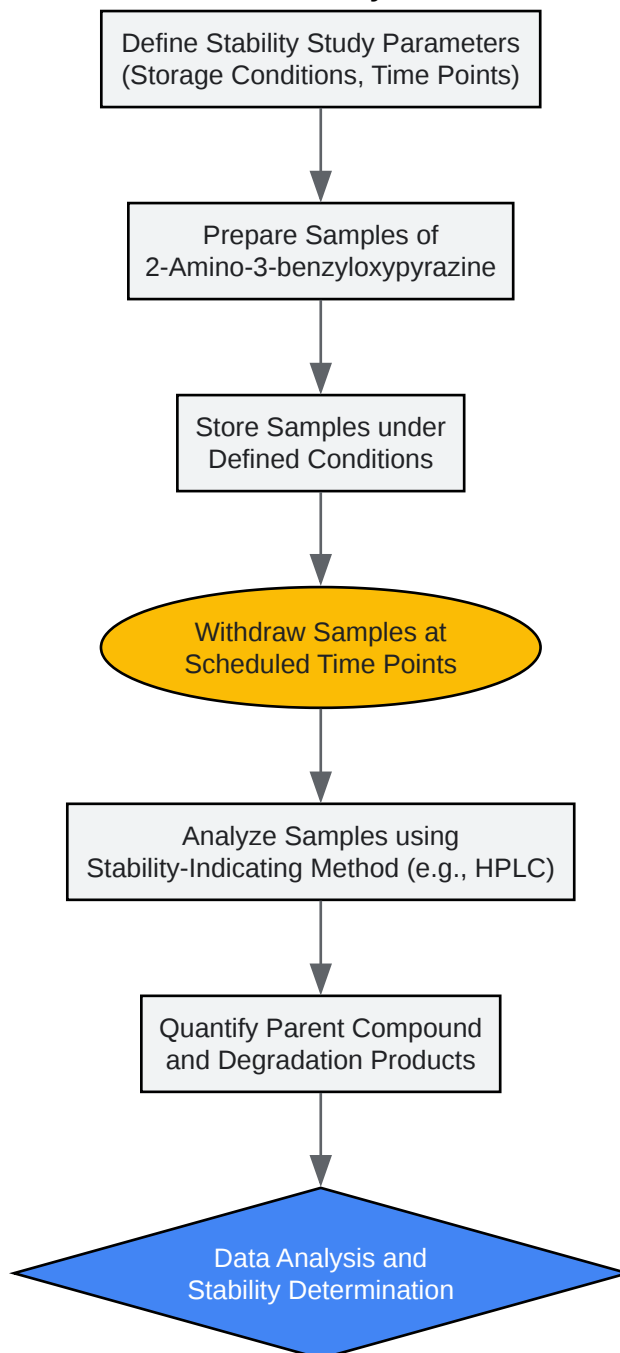 Define Stability Study Parameters
(Storage Conditions, Time Points)
Prepare Samples of
2-Amino-3-benzyloxypyrazine
Store Samples under
Defined Conditions
Withdraw Samples at
Scheduled Time Points
Analyze Samples using
Stability-Indicating Method (e.g., HPLC)
Quantify Parent Compound
and Degradation Products
Data Analysis and
Stability Determination